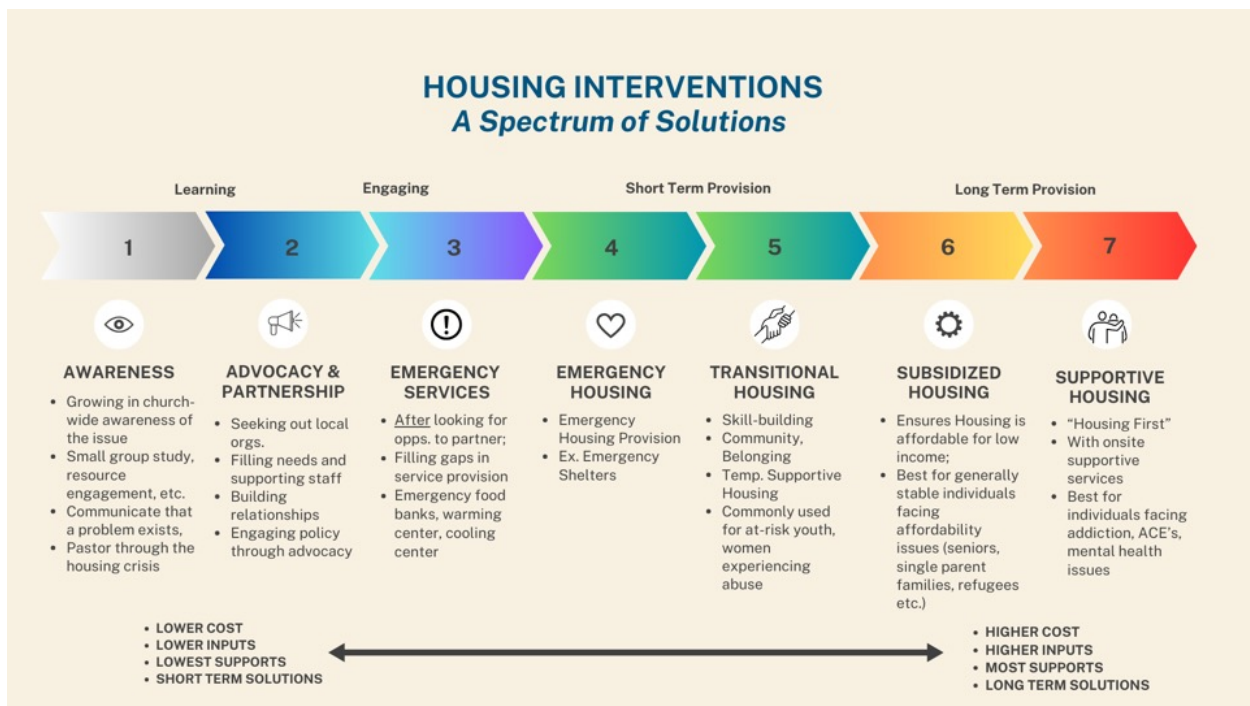 HOUSING INTERVENTIONS
A Spectrum of Solutions
Learning
Engaging
Short Term Provision
Long Term Provision
1
2
3
4
5
6
7
AWARENESS
• Growing in church-
wide awareness of
the issue
• Small group study,
resource
engagement, etc.
• Communicate that
a problem exists,
• Pastor through the
housing crisis
ADVOCACY &
PARTNERSHIP
• Seeking out local
orgs.
• Filling needs and
supporting staff
• Building
relationships
• Engaging policy
through advocacy
EMERGENCY
SERVICES
• After looking for
opps. to partner;
• Filling gaps in
service provision
• Emergency food
banks, warming
center, cooling
center
EMERGENCY
HOUSING
• Emergency
Housing Provision
• Ex. Emergency
Shelters
TRANSITIONAL
HOUSING
• Skill-building
• Community,
Belonging
• Temp. Supportive
Housing
• Commonly used
for at-risk youth,
women
experiencing
abuse
SUBSIDIZED
HOUSING
• Ensures Housing is
affordable for low
income;
• Best for generally
stable individuals
facing
affordability
issues (seniors,
single parent
families, refugees
etc.)
SUPPORTIVE
HOUSING
• “Housing First”
• With onsite
supportive
services
• Best for
individuals facing
addiction, ACE's,
mental health
issues
• LOWER COST
• LOWER INPUTS
• LOWEST SUPPORTS
• SHORT TERM SOLUTIONS
• HIGHER COST
• HIGHER INPUTS
• MOST SUPPORTS
• LONG TERM SOLUTIONS